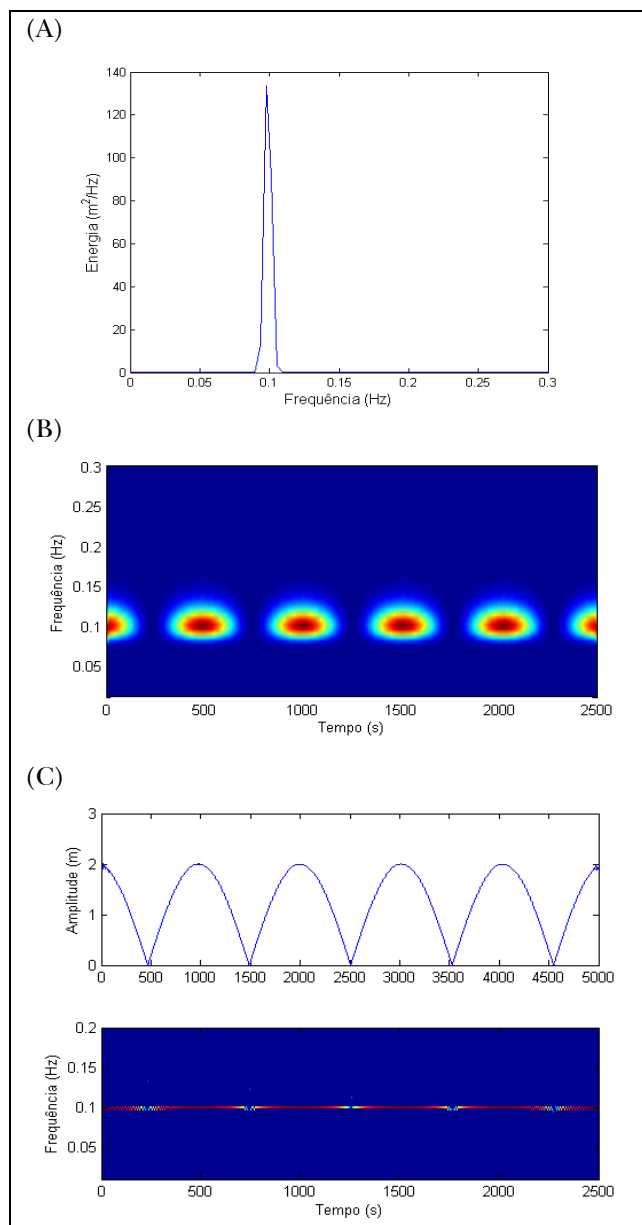 (A)
140
120
100
80
60
40
20
0
Energia (m²/Hz)
0 0.05 0.1 0.15 0.2 0.25 0.3
Frequência (Hz)
(B)
0.3
0.25
0.2
0.15
0.1
0.05
Frequência (Hz)
0 500 1000 1500 2000 2500
Tempo (s)
(C)
3
2
1
0
Amplitude (m)
0 500 1000 1500 2000 2500 3000 3500 4000 4500 5000
0.2
0.15
0.1
0.05
Frequência (Hz)
0 500 1000 1500 2000 2500
Tempo (s)